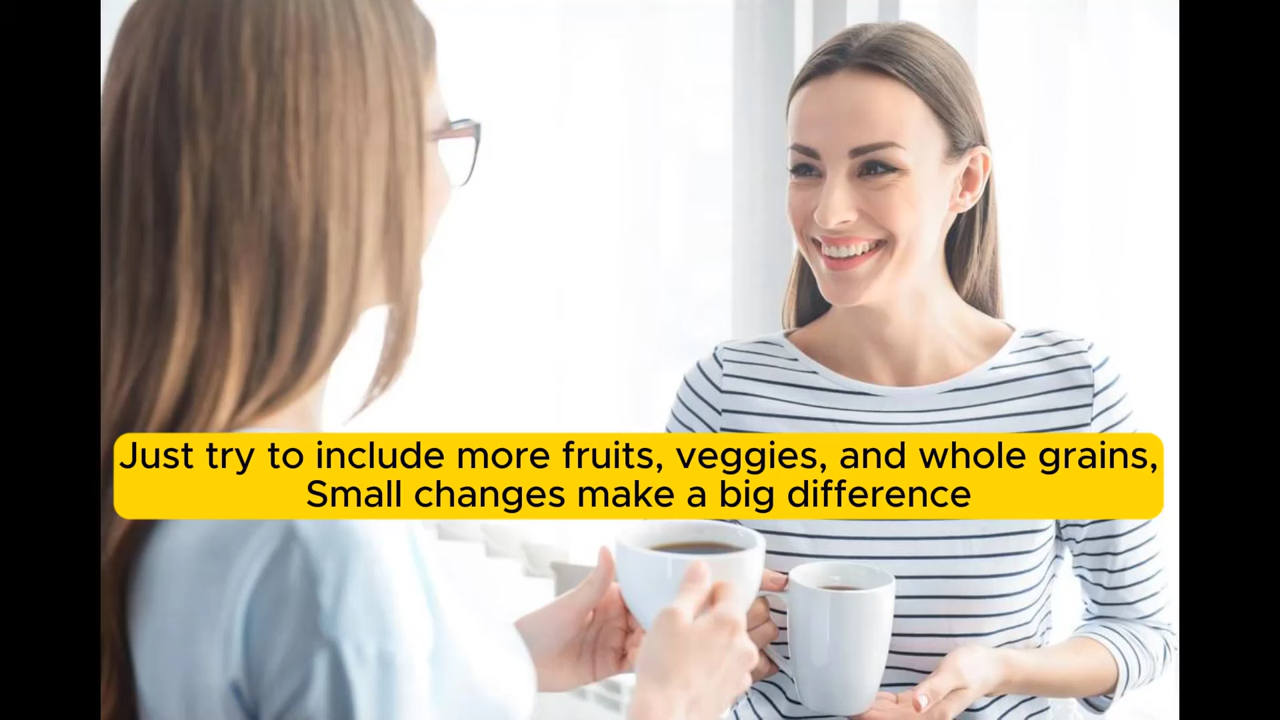 Just try to include more fruits, veggies, and whole grains,
Small changes make a big difference